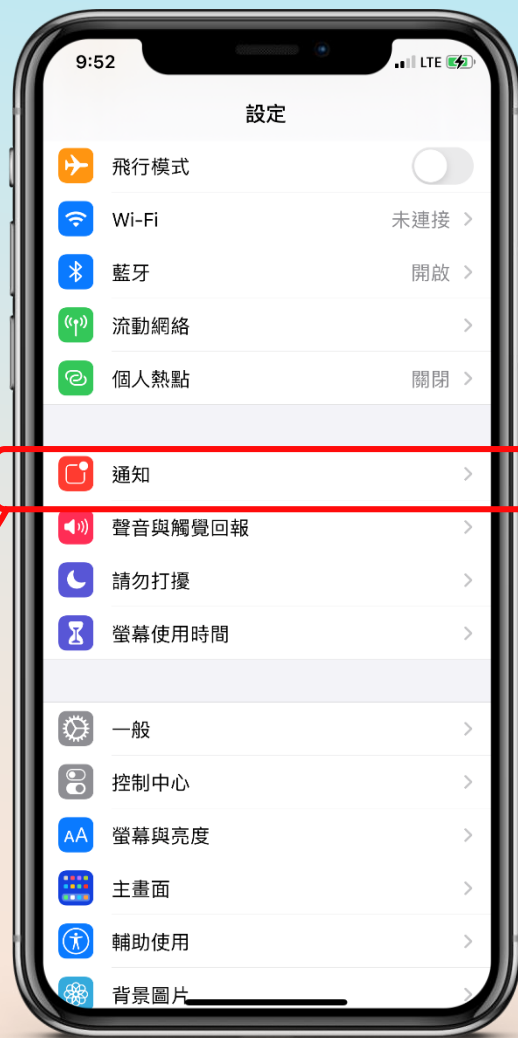 9:52
LTE
設定
飛行模式
Wi-Fi 未連接
藍牙 開啟
流動網絡
個人熱點 關閉
通知
聲音與觸覺回報
請勿打擾
螢幕使用時間
一般
控制中心
AA 螢幕與亮度
主畫面
輔助使用
背景圖片